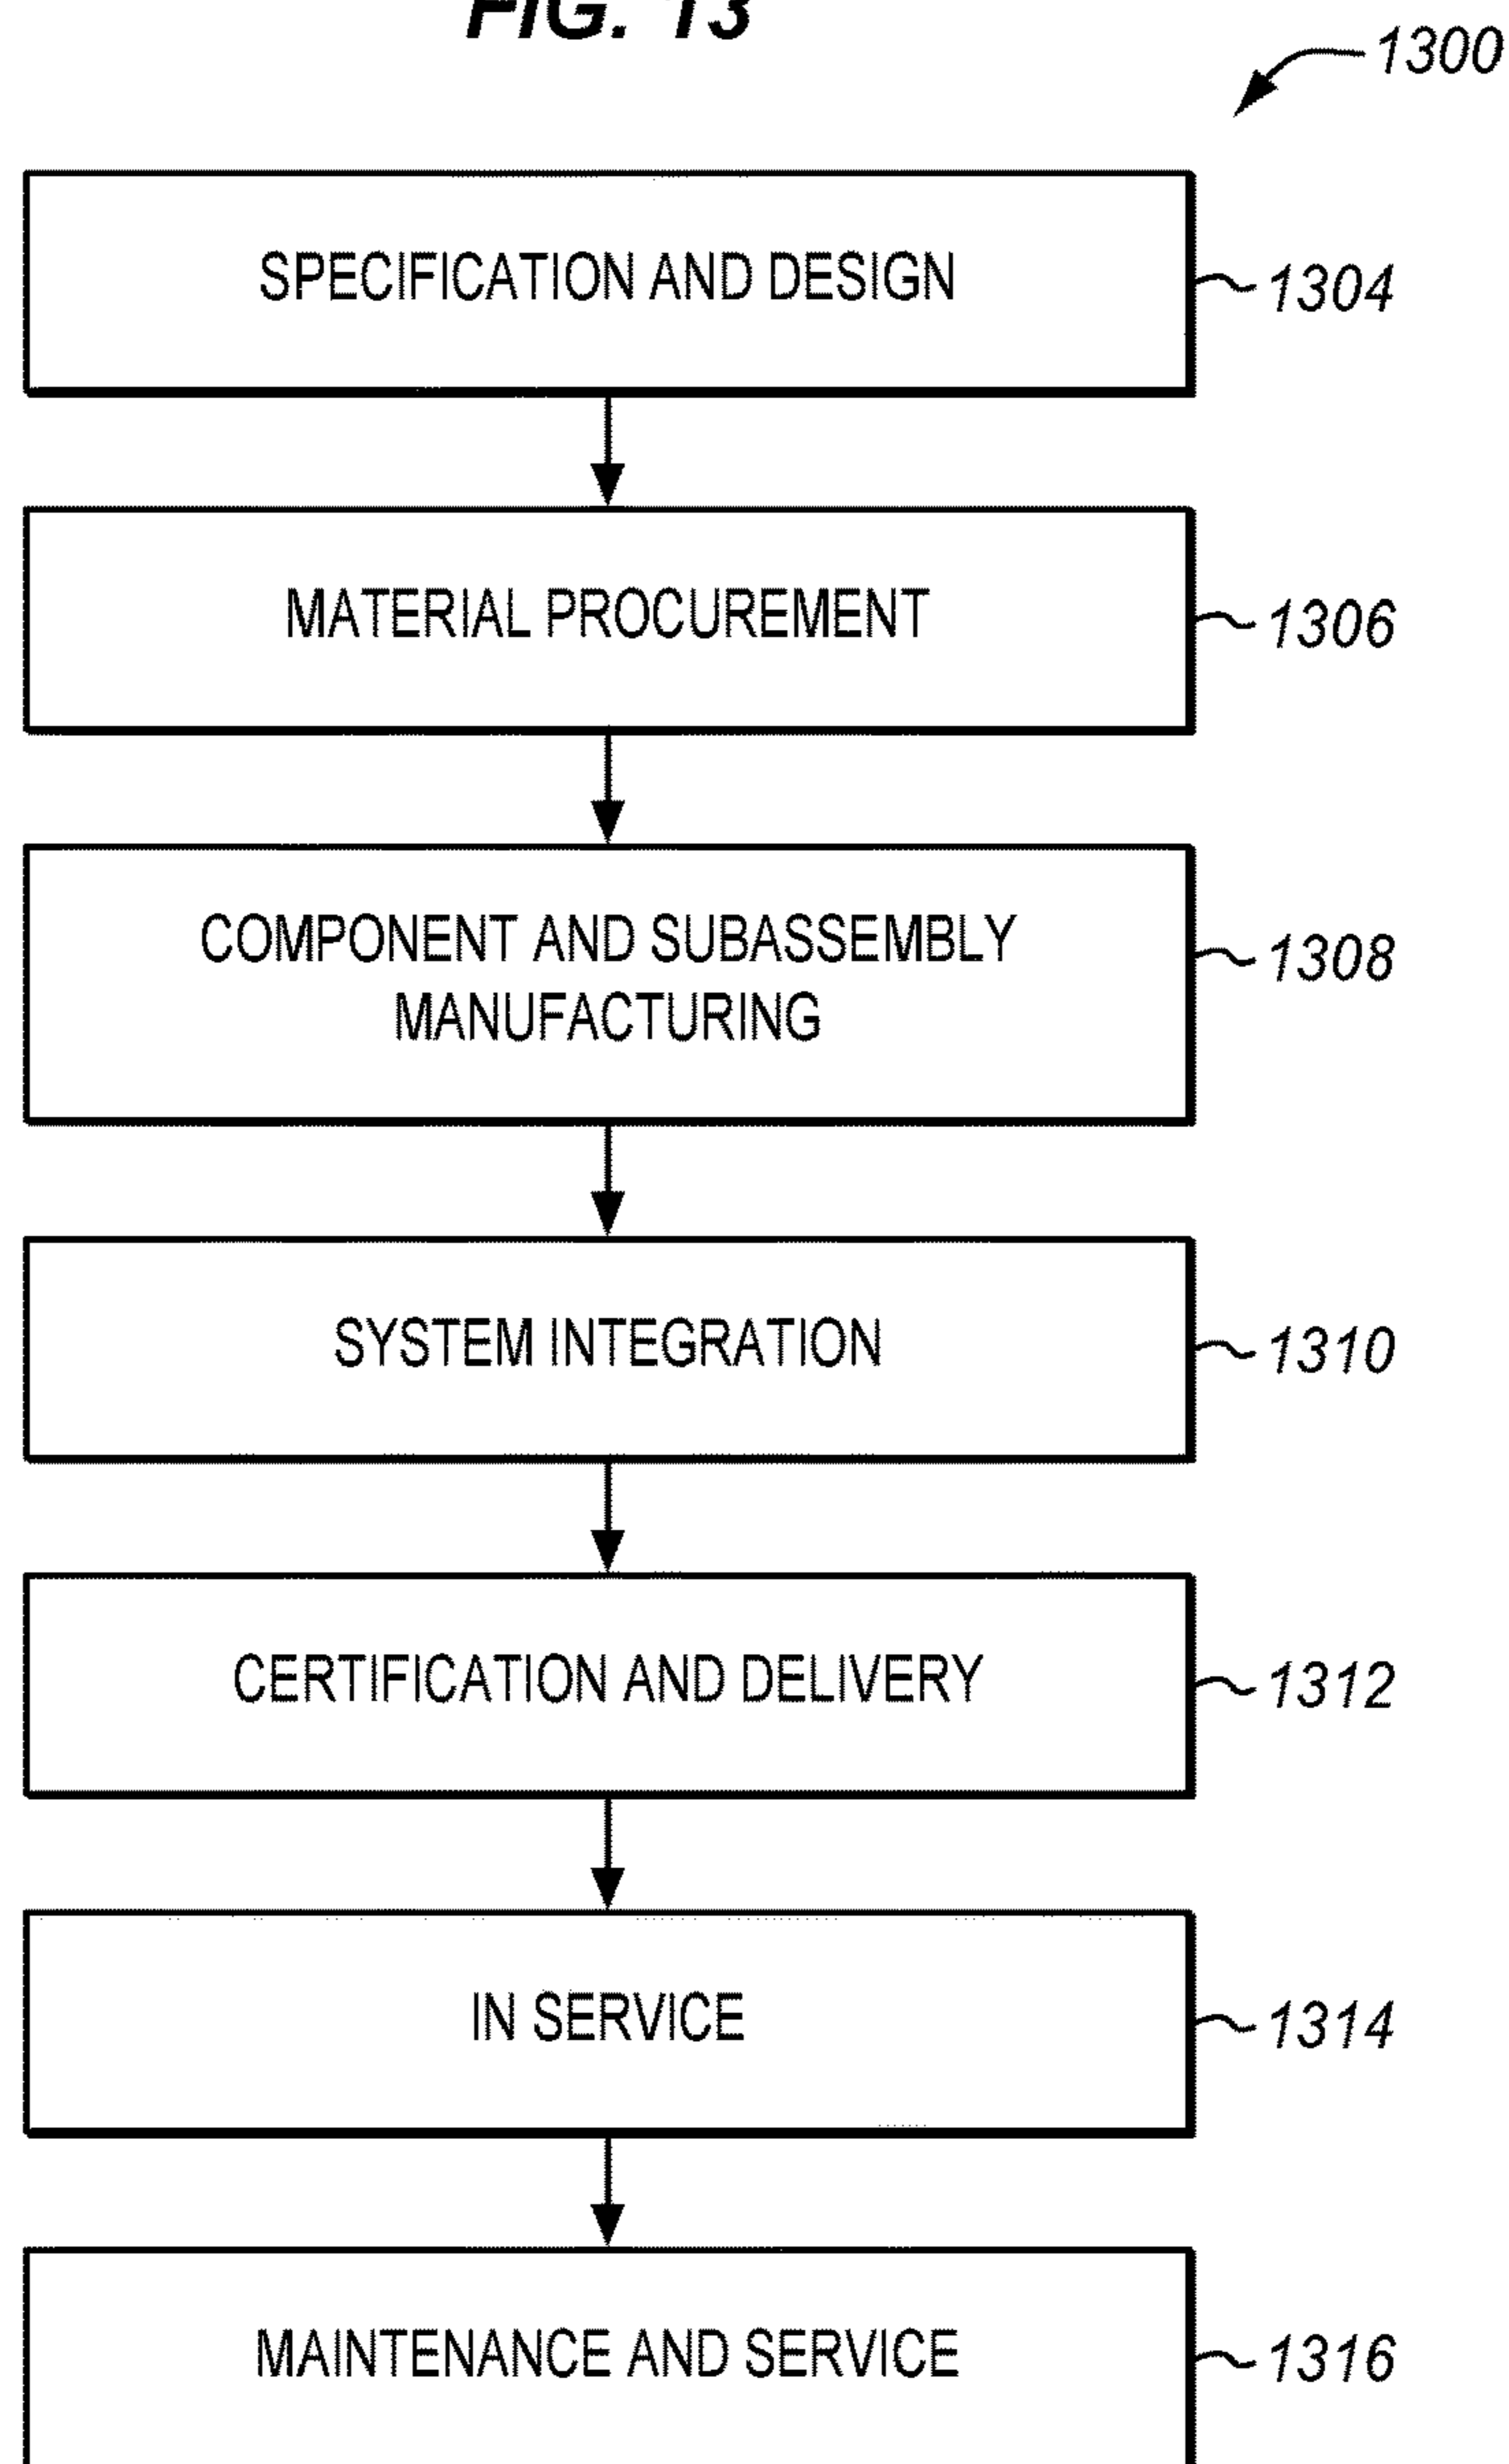 FIG. 13
1300
SPECIFICATION AND DESIGN
1304
MATERIAL PROCUREMENT
1306
COMPONENT AND SUBASSEMBLY
MANUFACTURING
1308
SYSTEM INTEGRATION
1310
CERTIFICATION AND DELIVERY
1312
IN SERVICE
1314
MAINTENANCE AND SERVICE
1316